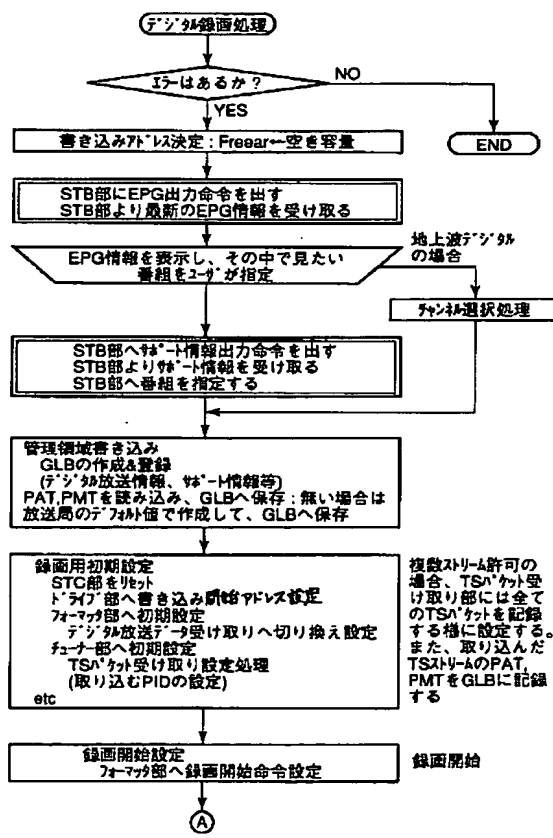 デジタル録画処理
エラーはあるか？
NO
YES
END
書き込みアドレス決定：Freear←空き容量
STB部にEPG出力命令を出す
STB部より最新のEPG情報を受け取る
EPG情報を表示し、その中で見たい
番組をユーザが指定
地上波デジタル
の場合
チャンネル選択処理
STB部へサポート情報出力命令を出す
STB部よりサポート情報を受け取る
STB部へ番組を指定する
管理領域書き込み
GLBの作成&登録
(デジタル放送情報、サポート情報等)
PAT,PMTを読み込み、GLBへ保存；無い場合は
放送局のデフォルト値で作成して、GLBへ保存
録画用初期設定
STC部をリセット
ドライブ部へ書き込み開始アドレス設定
フォーマッタ部へ初期設定
デジタル放送データ受け取りへ切り換え設定
チューナー部へ初期設定
TSパケット受け取り設定処理
(取り込むPIDの設定)
etc
複数ストリーム許可の
場合、TSパケット受
け取り部には全て
のTSパケットを記録
する様に設定する。
また、取り込んだ
TSストリームのPAT,
PMTをGLBに記録
する
録画開始設定
フォーマッタ部へ録画開始命令設定
録画開始
A